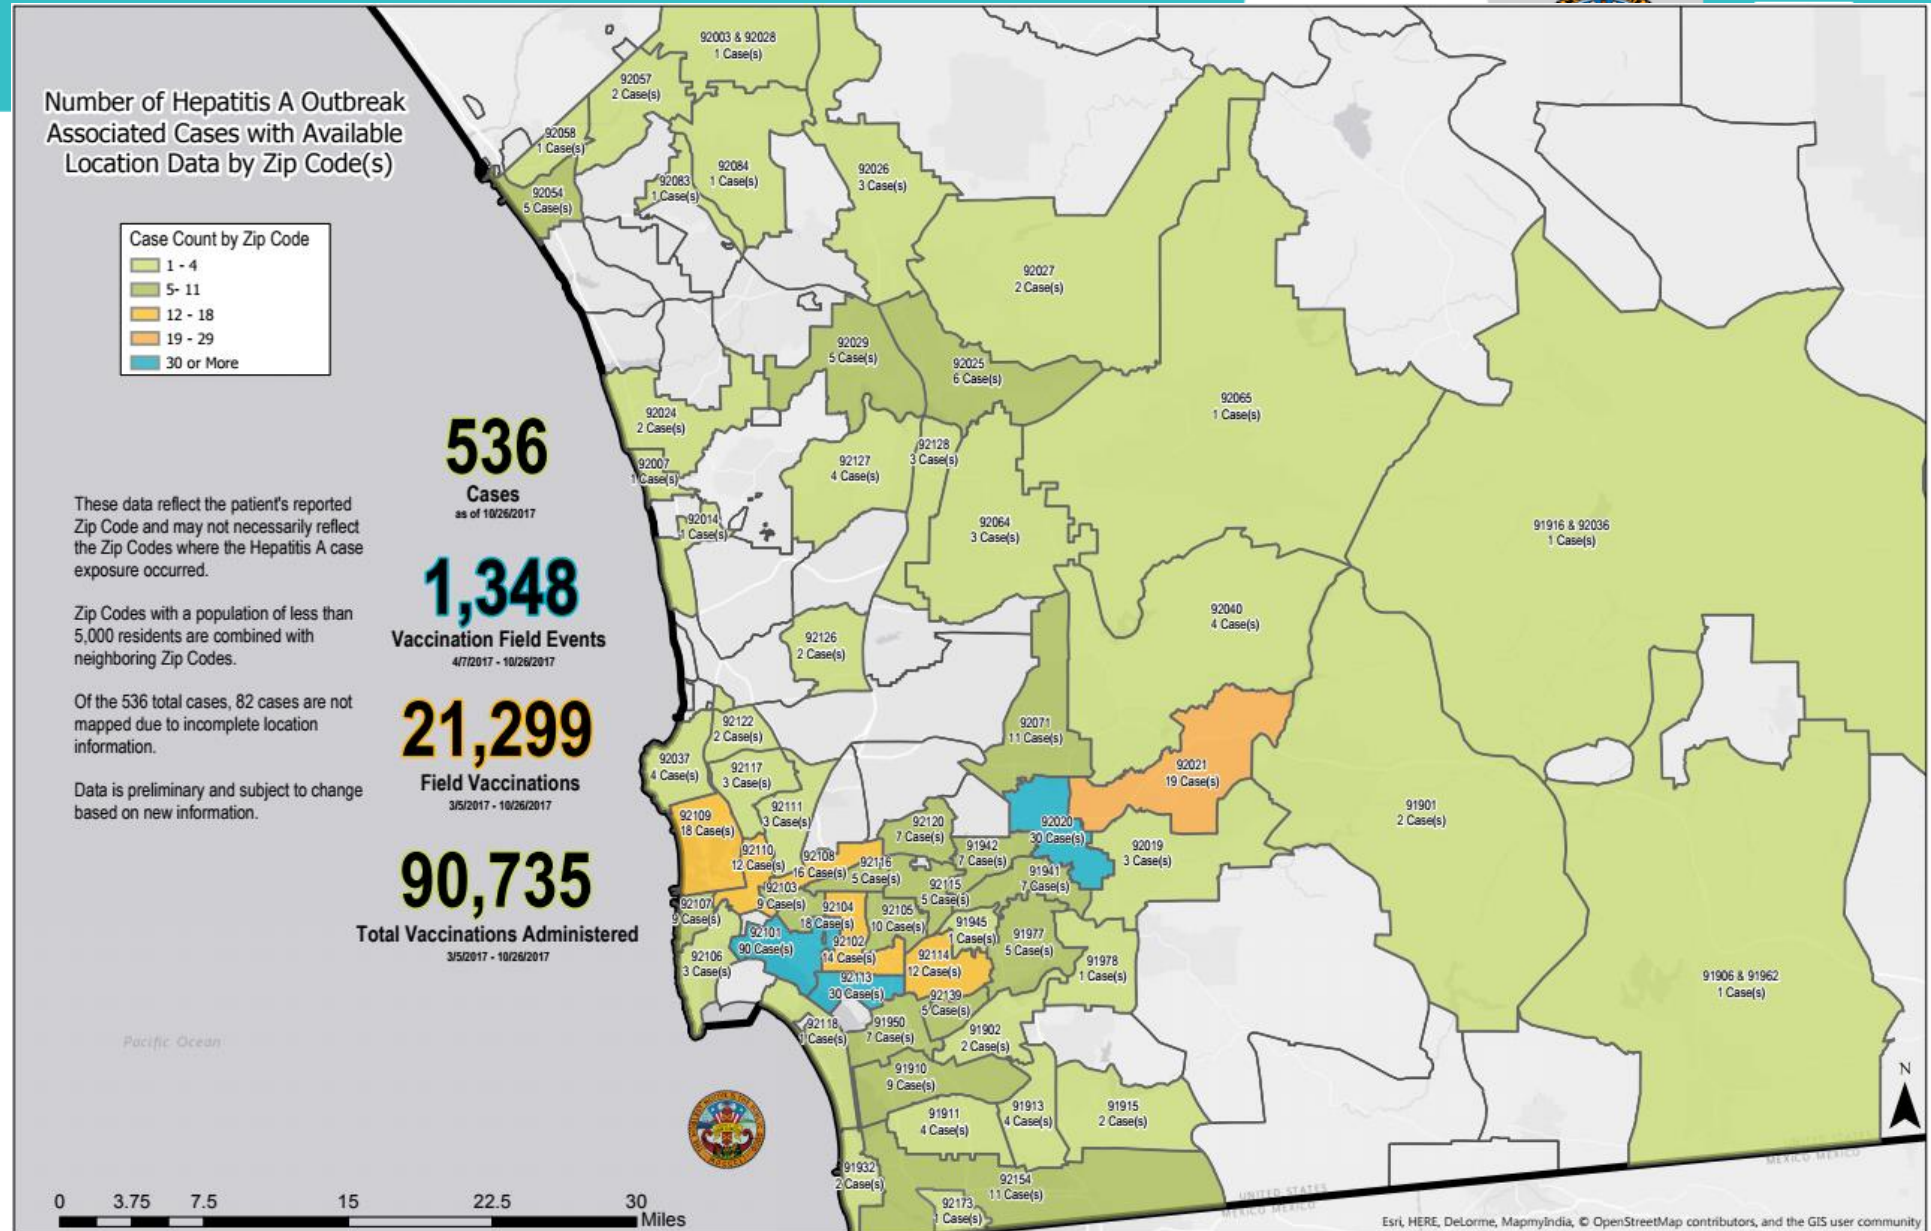 Number of Hepatitis A Outbreak
Associated Cases with Available
Location Data by Zip Code(s)
Case Count by Zip Code
1 - 4
5- 11
12 - 18
19 - 29
30 or More
536
Cases
as of 10/26/2017
1,348
Vaccination Field Events
4/7/2017 - 10/26/2017
21,299
Field Vaccinations
3/5/2017 - 10/26/2017
90,735
Total Vaccinations Administered
3/5/2017 - 10/26/2017
These data reflect the patient's reported
Zip Code and may not necessarily reflect
the Zip Codes where the Hepatitis A case
exposure occurred.
Zip Codes with a population of less than
5,000 residents are combined with
neighboring Zip Codes.
Of the 536 total cases, 82 cases are not
mapped due to incomplete location
information.
Data is preliminary and subject to change
based on new information.
Pacific Ocean
92003 & 92028
1 Case(s)
92057
2 Case(s)
92058
1 Case(s)
92054
5 Case(s)
92083
1 Case(s)
92084
1 Case(s)
92026
3 Case(s)
92027
2 Case(s)
92029
5 Case(s)
92025
6 Case(s)
92065
1 Case(s)
92024
2 Case(s)
92007
1 Case(s)
92127
4 Case(s)
92128
3 Case(s)
92014
1 Case(s)
92064
3 Case(s)
91916 & 92036
1 Case(s)
92040
4 Case(s)
92126
2 Case(s)
92122
2 Case(s)
92071
11 Case(s)
92037
4 Case(s)
92117
3 Case(s)
92021
19 Case(s)
92109
18 Case(s)
92111
3 Case(s)
92120
7 Case(s)
92020
30 Case(s)
91901
2 Case(s)
92110
12 Case(s)
92108
16 Case(s)
92116
5 Case(s)
91942
7 Case(s)
92019
3 Case(s)
91941
7 Case(s)
92103
9 Case(s)
92115
5 Case(s)
92107
9 Case(s)
92104
18 Case(s)
92105
10 Case(s)
91945
1 Case(s)
91977
5 Case(s)
92101
90 Case(s)
92102
14 Case(s)
92114
12 Case(s)
92106
3 Case(s)
91978
1 Case(s)
92113
30 Case(s)
92139
5 Case(s)
91906 & 91962
1 Case(s)
92118
1 Case(s)
91950
7 Case(s)
91902
2 Case(s)
91910
9 Case(s)
91911
4 Case(s)
91913
4 Case(s)
91915
2 Case(s)
91932
2 Case(s)
92154
11 Case(s)
92173
1 Case(s)
UNITED STATES
MEXICO MEXICO
UNITED STATES
MEXICO MEXICO
N
0 3.75 7.5 15 22.5 30
Miles
Esri, HERE, DeLorme, MapmyIndia, © OpenStreetMap contributors, and the GIS user community